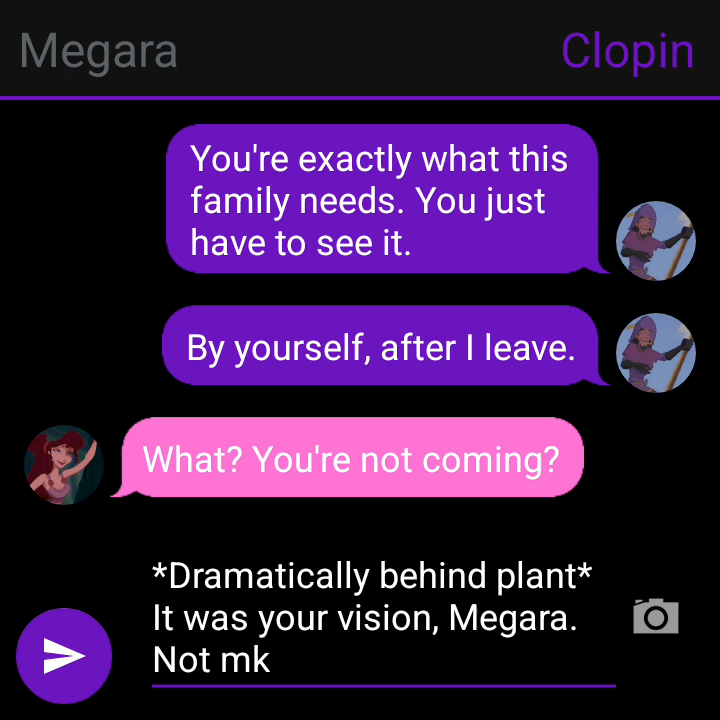 Megara
Clopin
You're exactly what this
family needs. You just
have to see it.
By yourself, after I leave.
What? You're not coming?
*Dramatically behind plant*
It was your vision, Megara.
Not mk